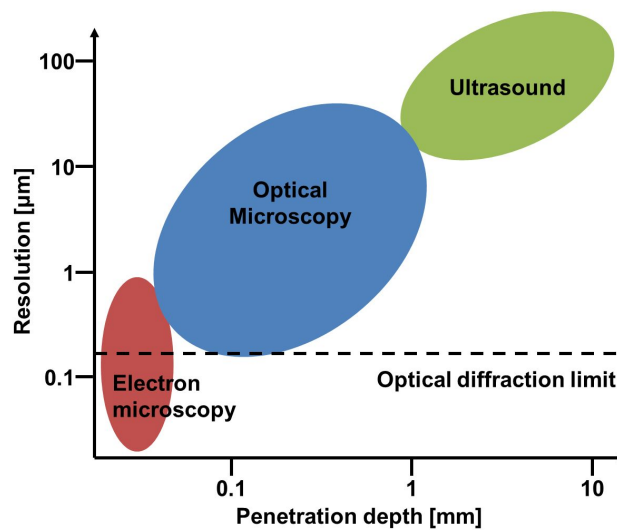 100
Ultrasound
10
Optical
Microscopy
Resolution [µm]
1
0.1
Electron
microscopy
Optical diffraction limit
0.1
1
10
Penetration depth [mm]